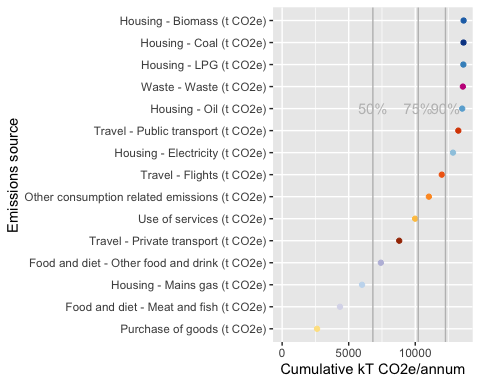 Emissions source
Housing - Biomass (t CO2e)
Housing - Coal (t CO2e)
Housing - LPG (t CO2e)
Waste - Waste (t CO2e)
Housing - Oil (t CO2e)
50% 75% 90%
Travel - Public transport (t CO2e)
Housing - Electricity (t CO2e)
Travel - Flights (t CO2e)
Other consumption related emissions (t CO2e)
Use of services (t CO2e)
Travel - Private transport (t CO2e)
Food and diet - Other food and drink (t CO2e)
Housing - Mains gas (t CO2e)
Food and diet - Meat and fish (t CO2e)
Purchase of goods (t CO2e)
0 5000 10000
Cumulative kT CO2e/annum